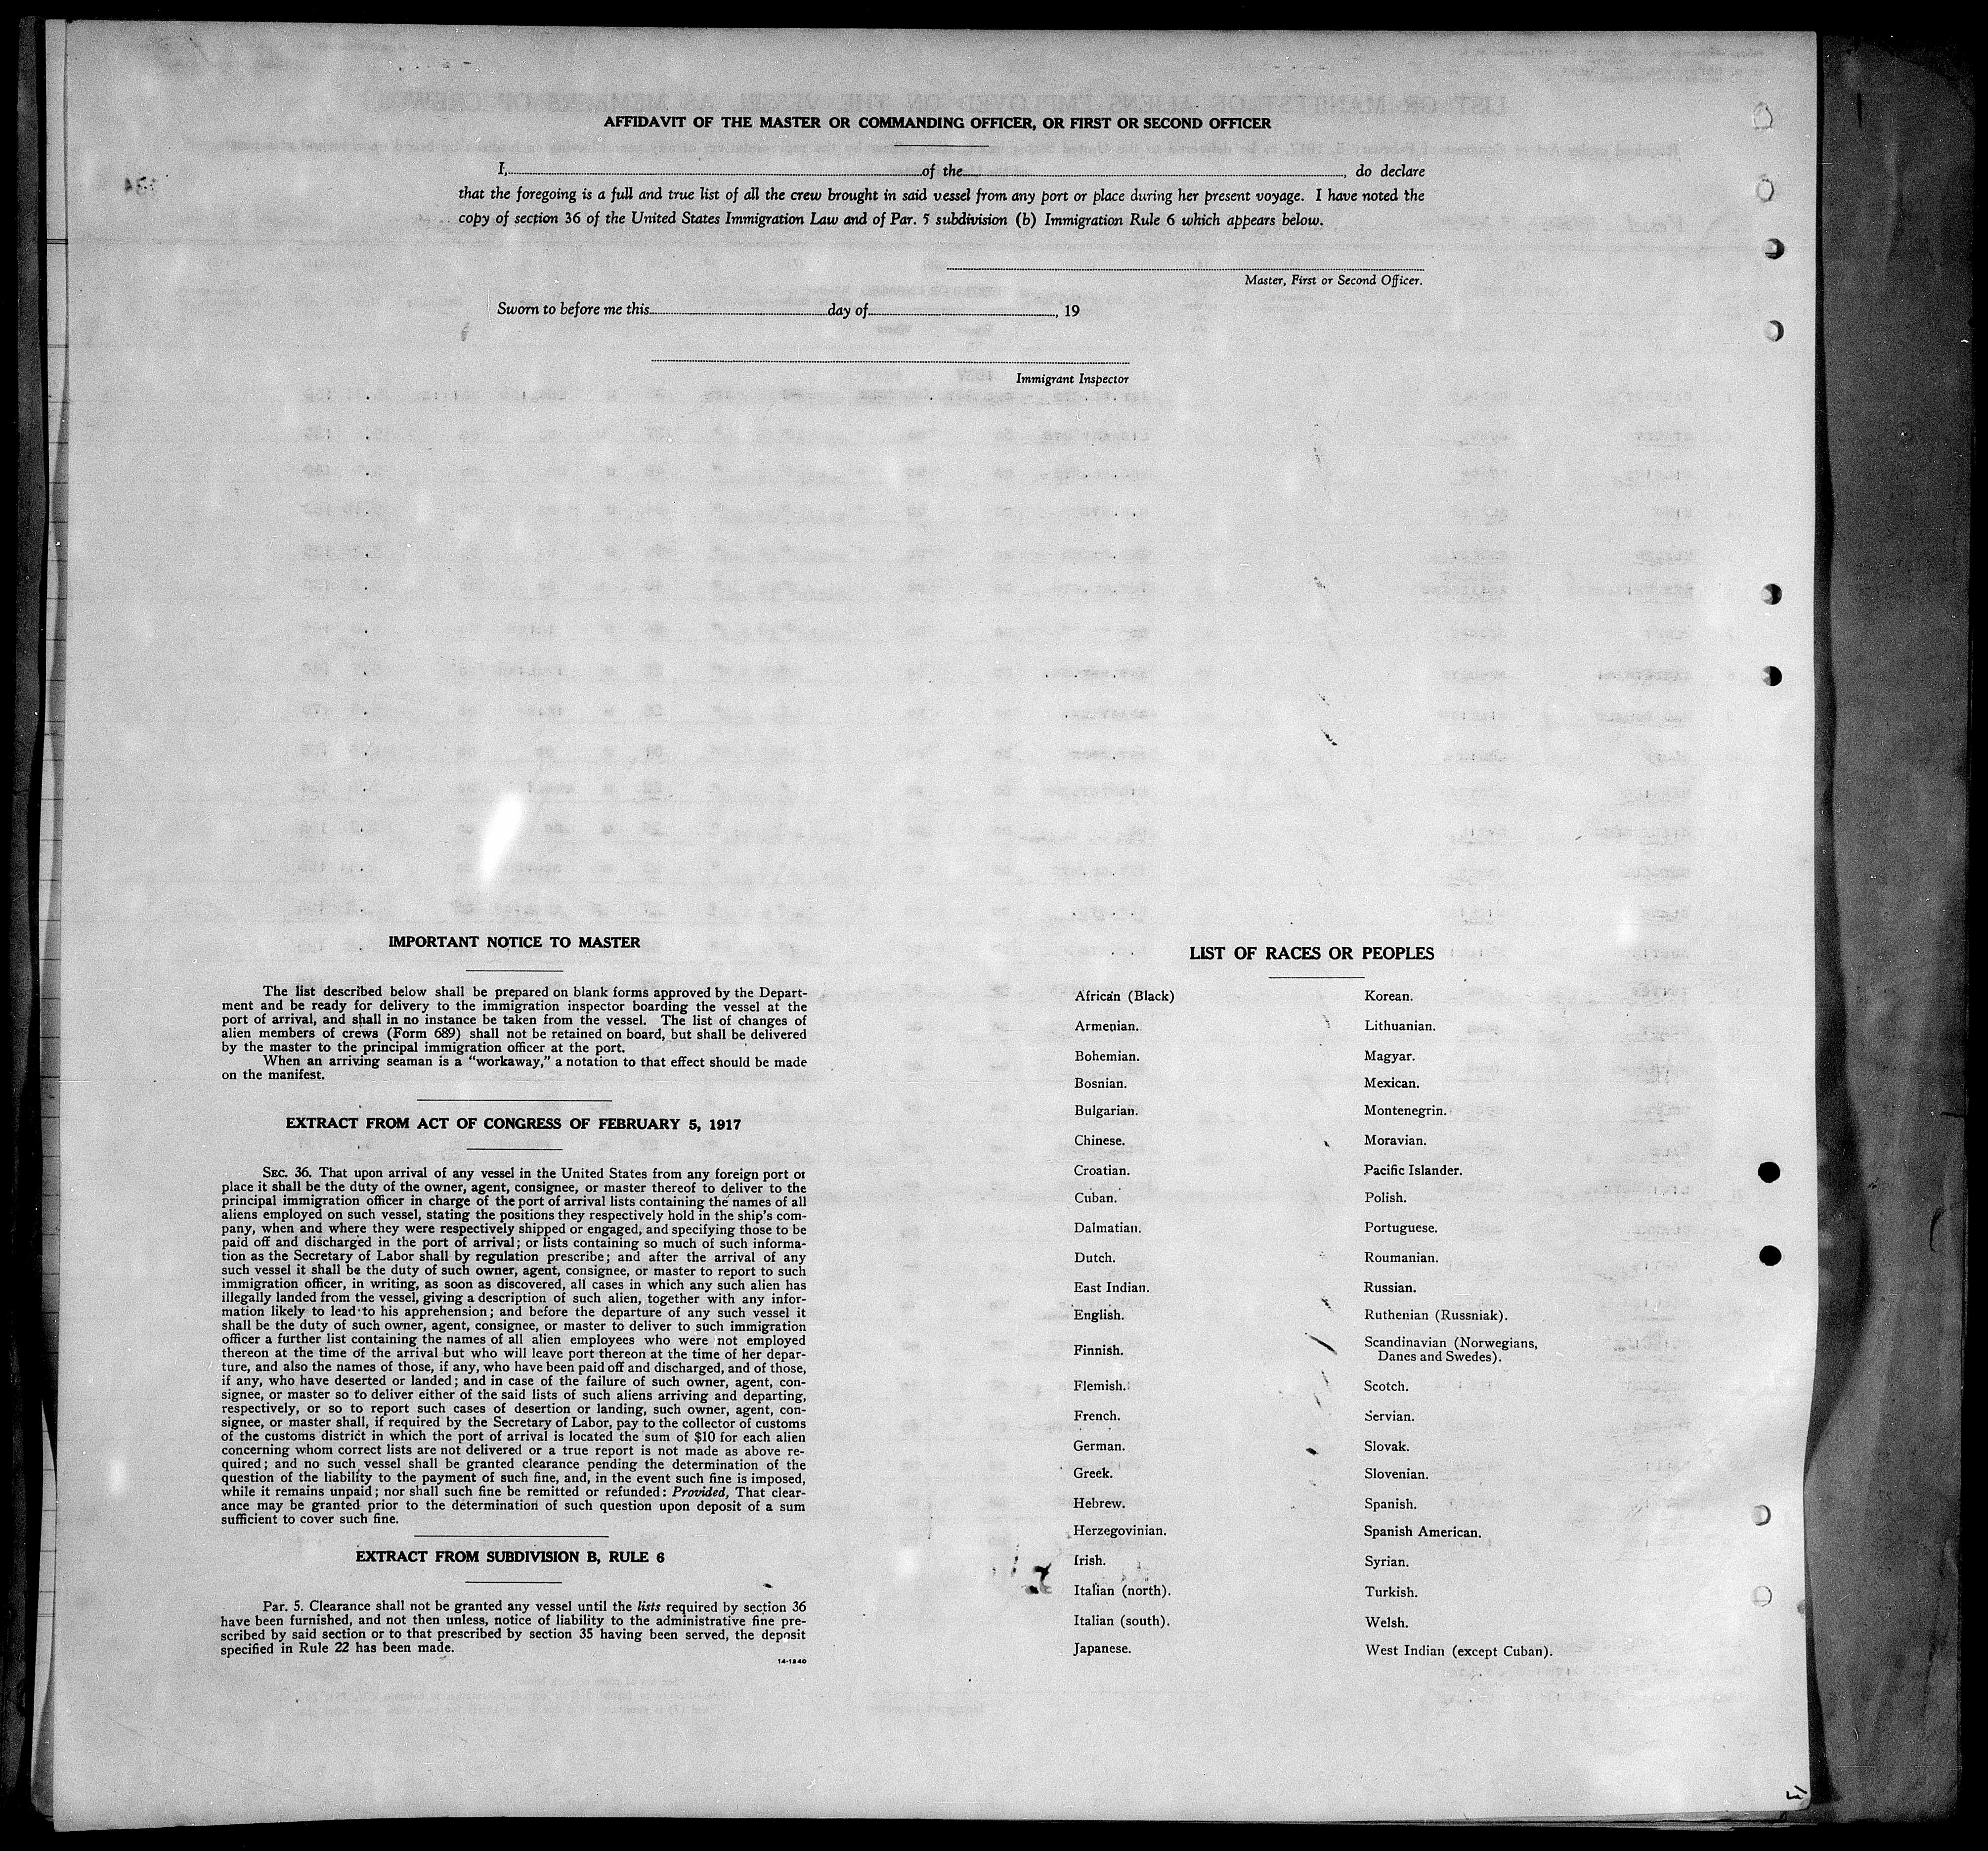 AFFIDAVIT OF THE MASTER OR COMMANDING OFFICER, OR FIRST OR SECOND OFFICER
I, of the , do declare
that the foregoing is a full and true list of all the crew brought in said vessel from any port or place during her present voyage. I have noted the
copy of section 36 of the United States Immigration Law and of Par. 5 subdivision (b) Immigration Rule 6 which appears below.
Master, First or Second Officer.
Sworn to before me this day of , 19
Immigrant Inspector
IMPORTANT NOTICE TO MASTER
The list described below shall be prepared on blank forms approved by the Depart-
ment and be ready for delivery to the immigration inspector boarding the vessel at the
port of arrival, and shall in no instance be taken from the vessel. The list of changes of
alien members of crews (Form 689) shall not be retained on board, but shall be delivered
by the master to the principal immigration officer at the port.
When an arriving seaman is a "workaway," a notation to that effect should be made
on the manifest.
EXTRACT FROM ACT OF CONGRESS OF FEBRUARY 5, 1917
SEC. 36. That upon arrival of any vessel in the United States from any foreign port or
place it shall be the duty of the owner, agent, consignee, or master thereof to deliver to the
principal immigration officer in charge of the port of arrival lists containing the names of all
aliens employed on such vessel, stating the positions they respectively hold in the ship's com-
pany, when and where they were respectively shipped or engaged, and specifying those to be
paid off and discharged in the port of arrival; or lists containing so much of such informa-
tion as the Secretary of Labor shall by regulation prescribe; and after the arrival of any
such vessel it shall be the duty of such owner, agent, consignee, or master to report to such
immigration officer, in writing, as soon as discovered, all cases in which any such alien has
illegally landed from the vessel, giving a description of such alien, together with any infor-
mation likely to lead to his apprehension; and before the departure of any such vessel it
shall be the duty of such owner, agent, consignee, or master to deliver to such immigration
officer a further list containing the names of all alien employees who were not employed
thereon at the time of the arrival but who will leave port thereon at the time of her depar-
ture, and also the names of those, if any, who have been paid off and discharged, and of those,
if any, who have deserted or landed; and in case of the failure of such owner, agent, con-
signee, or master so to deliver either of the said lists of such aliens arriving and departing,
respectively, or so to report such cases of desertion or landing, such owner, agent, con-
signee, or master shall, if required by the Secretary of Labor, pay to the collector of customs
of the customs district in which the port of arrival is located the sum of $10 for each alien
concerning whom correct lists are not delivered or a true report is not made as above re-
quired; and no such vessel shall be granted clearance pending the determination of the
question of the liability to the payment of such fine, and, in the event such fine is imposed,
while it remains unpaid; nor shall such fine be remitted or refunded: Provided, That clear-
ance may be granted prior to the determination of such question upon deposit of a sum
sufficient to cover such fine.
EXTRACT FROM SUBDIVISION B, RULE 6
Par. 5. Clearance shall not be granted any vessel until the lists required by section 36
have been furnished, and not then unless, notice of liability to the administrative fine pre-
scribed by said section or to that prescribed by section 35 having been served, the deposit
specified in Rule 22 has been made.
14-1240
LIST OF RACES OR PEOPLES
African (Black)
Armenian.
Bohemian.
Bosnian.
Bulgarian.
Chinese.
Croatian.
Cuban.
Dalmatian.
Dutch.
East Indian.
English.
Finnish.
Flemish.
French.
German.
Greek.
Hebrew.
Herzegovinian.
Irish.
Italian (north).
Italian (south).
Japanese.
Korean.
Lithuanian.
Magyar.
Mexican.
Montenegrin.
Moravian.
Pacific Islander.
Polish.
Portuguese.
Roumanian.
Russian.
Ruthenian (Russniak).
Scandinavian (Norwegians,
Danes and Swedes).
Scotch.
Servian.
Slovak.
Slovenian.
Spanish.
Spanish American.
Syrian.
Turkish.
Welsh.
West Indian (except Cuban).